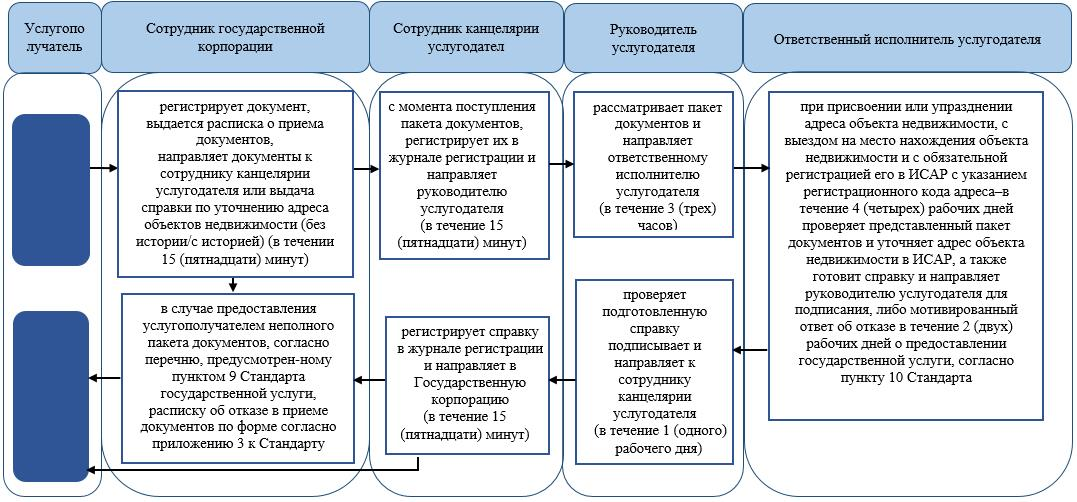 Услугопо
лучатель
Сотрудник государственной
корпорации
Сотрудник канцелярии
услугодател
Руководитель
услугодателя
Ответственный исполнитель услугодателя
регистрирует документ,
выдается расписка о приема
документов,
направляет документы к
сотруднику канцелярии
услугодателя или выдача
справки по уточнению адреса
объектов недвижимости (без
истории/с историей) (в течении
15 (пятнадцати) минут)
с момента поступления
пакета документов,
регистрирует их в
журнале регистрации и
направляет
руководителю
услугодателя
(в течение 15
(пятнадцати) минут)
рассматривает пакет
документов и
направляет
ответственному
исполнителю
услугодателя
(в течение 3 (трех)
часов)
при присвоении или упразднении
адреса объекта недвижимости, с
выездом на место нахождения объекта
недвижимости и с обязательной
регистрацией его в ИСАР с указанием
регистрационного кода адреса–в
течение 4 (четырех) рабочих дней
проверяет представленный пакет
документов и уточняет адрес объекта
недвижимости в ИСАР, а также
готовит справку и направляет
руководителю услугодателя для
подписания, либо мотивированный
ответ об отказе в течение 2 (двух)
рабочих дней о предоставлении
государственной услуги, согласно
пункту 10 Стандарта
в случае предоставления
услугополучателем неполного
пакета документов, согласно
перечню, предусмотрен-ному
пунктом 9 Стандарта
государственной услуги,
расписку об отказе в приеме
документов по форме согласно
приложению 3 к Стандарту
регистрирует справку
в журнале регистрации
и направляет в
Государственную
корпорацию
(в течение 15
(пятнадцати) минут)
проверяет
подготовленную
справку
подписывает и
направляет к
сотруднику
канцелярии
услугодателя
(в течение 1 (одного)
рабочего дня)